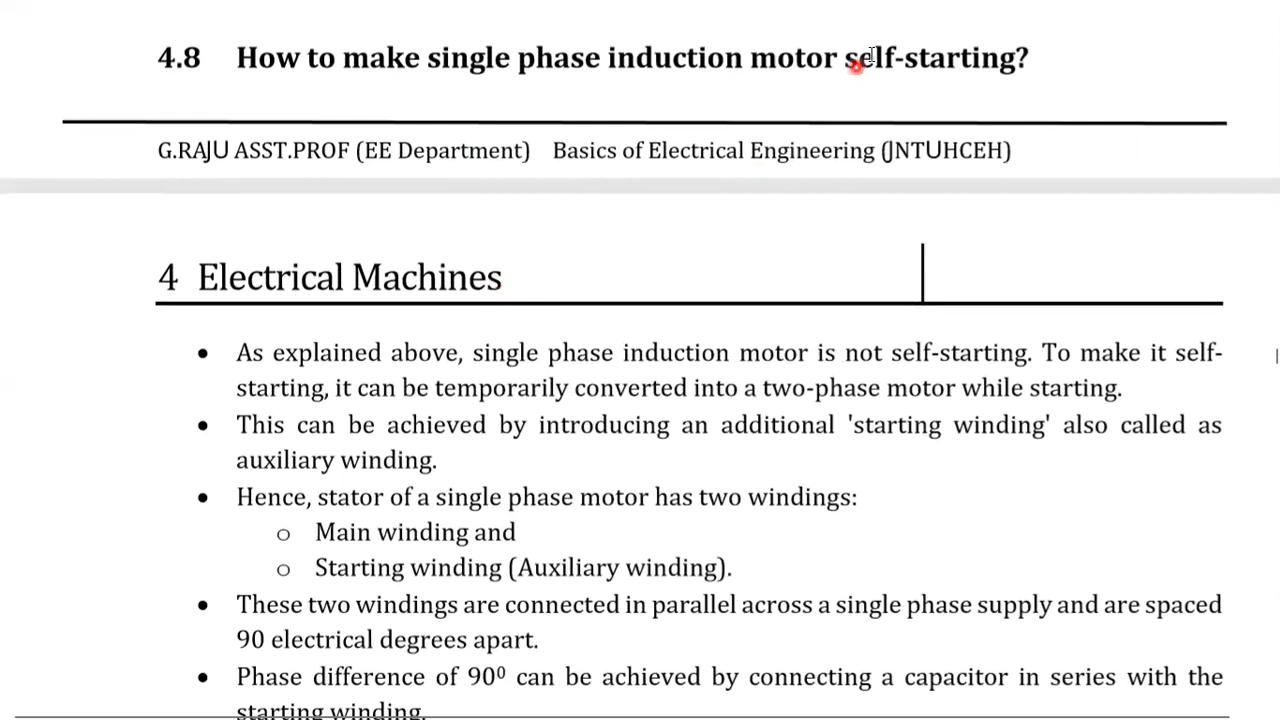 4.8 How to make single phase induction motor self-starting?
G.RAJU ASST.PROF (EE Department) Basics of Electrical Engineering (JNTUHCEH)
4 Electrical Machines
• As explained above, single phase induction motor is not self-starting. To make it self-
starting, it can be temporarily converted into a two-phase motor while starting.
• This can be achieved by introducing an additional 'starting winding' also called as
auxiliary winding.
• Hence, stator of a single phase motor has two windings:
o Main winding and
o Starting winding (Auxiliary winding).
• These two windings are connected in parallel across a single phase supply and are spaced
90 electrical degrees apart.
• Phase difference of 90⁰ can be achieved by connecting a capacitor in series with the
starting winding.